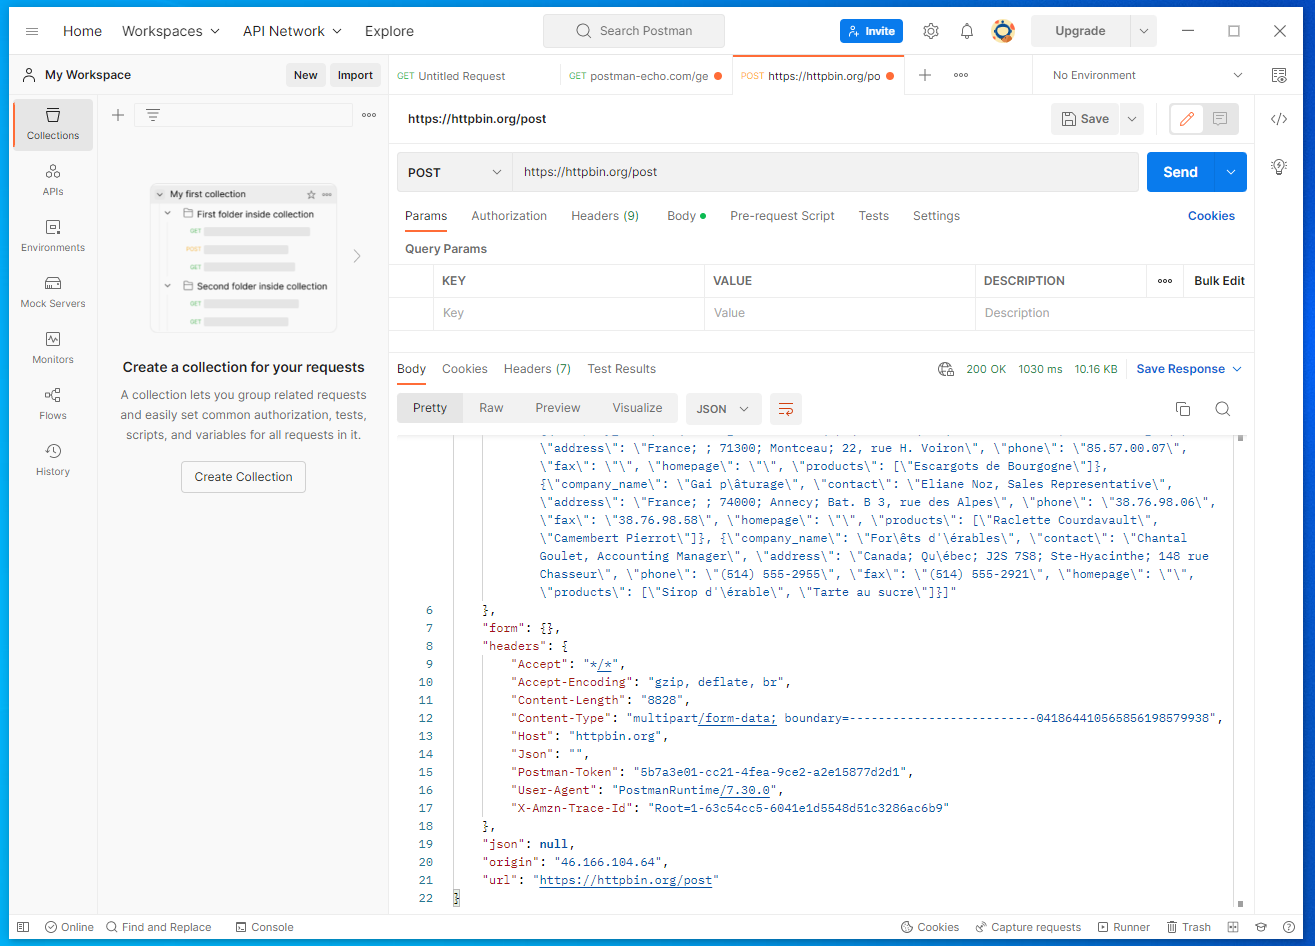 Home Workspaces API Network Explore Search Postman Invite Upgrade
My Workspace New Import GET Untitled Request GET postman-echo.com/ge POST https://httpbin.org/po No Environment
Collections
APIs
Environments
Mock Servers
Monitors
Flows
History
My first collection
First folder inside collection
GET
POST
GET
Second folder inside collection
GET
GET
Create a collection for your requests
A collection lets you group related requests
and easily set common authorization, tests,
scripts, and variables for all requests in it.
Create Collection
https://httpbin.org/post Save
POST https://httpbin.org/post Send
Params Authorization Headers (9) Body Pre-request Script Tests Settings Cookies
Query Params
KEY VALUE DESCRIPTION Bulk Edit
Key Value Description
Body Cookies Headers (7) Test Results 200 OK 1030 ms 10.16 KB Save Response
Pretty Raw Preview Visualize JSON
\"address\": \"France; ; 71300; Montceau; 22, rue H. Voiron\", \"phone\": \"85.57.00.07\",
\"fax\": \"\", \"homepage\": \"\", \"products\": [\"Escargots de Bourgogne\"]},
{\"company_name\": \"Gai p\âturage\", \"contact\": \"Eliane Noz, Sales Representative\",
\"address\": \"France; ; 74000; Annecy; Bat. B 3, rue des Alpes\", \"phone\": \"38.76.98.06\",
\"fax\": \"38.76.98.58\", \"homepage\": \"\", \"products\": [\"Raclette Courdavault\",
\"Camembert Pierrot\"]}, {\"company_name\": \"For\êts d'\érables\", \"contact\": \"Chantal
Goulet, Accounting Manager\", \"address\": \"Canada; Qu\ébec; J2S 7S8; Ste-Hyacinthe; 148 rue
Chasseur\", \"phone\": \"(514) 555-2955\", \"fax\": \"(514) 555-2921\", \"homepage\": \"\",
\"products\": [\"Sirop d'\érable\", \"Tarte au sucre\"]}]"
6 },
7 "form": {},
8 "headers": {
9 "Accept": "*/*",
10 "Accept-Encoding": "gzip, deflate, br",
11 "Content-Length": "8828",
12 "Content-Type": "multipart/form-data; boundary=--------------------------041864410565856198579938",
13 "Host": "httpbin.org",
14 "Json": "",
15 "Postman-Token": "5b7a3e01-cc21-4fea-9ce2-a2e15877d2d1",
16 "User-Agent": "PostmanRuntime/7.30.0",
17 "X-Amzn-Trace-Id": "Root=1-63c54cc5-6041e1d5548d51c3286ac6b9"
18 },
19 "json": null,
20 "origin": "46.166.104.64",
21 "url": "https://httpbin.org/post"
22 }
Online Find and Replace Console Cookies Capture requests Runner Trash